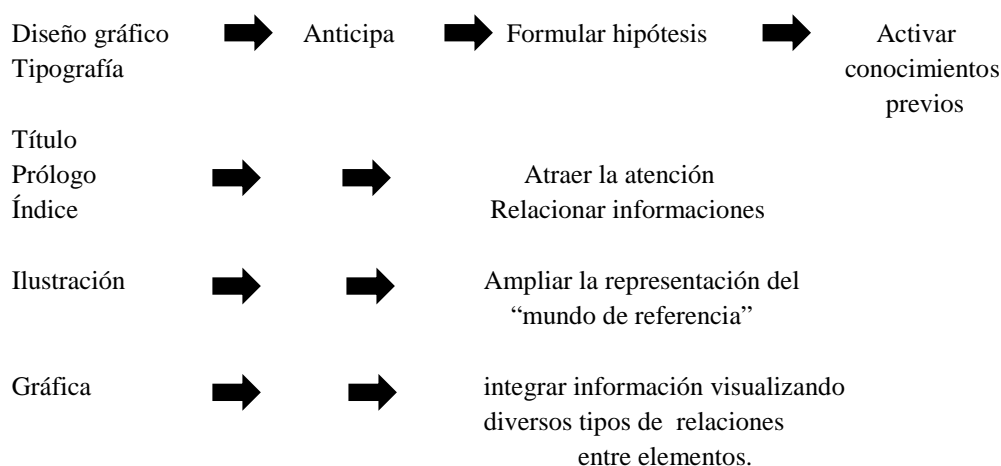 Diseño gráfico Anticipa Formular hipótesis Activar
Tipografía conocimientos
previos
Título
Prólogo Atraer la atención
Índice Relacionar informaciones
Ilustración Ampliar la representación del
“mundo de referencia”
Gráfica integrar información visualizando
diversos tipos de relaciones
entre elementos.